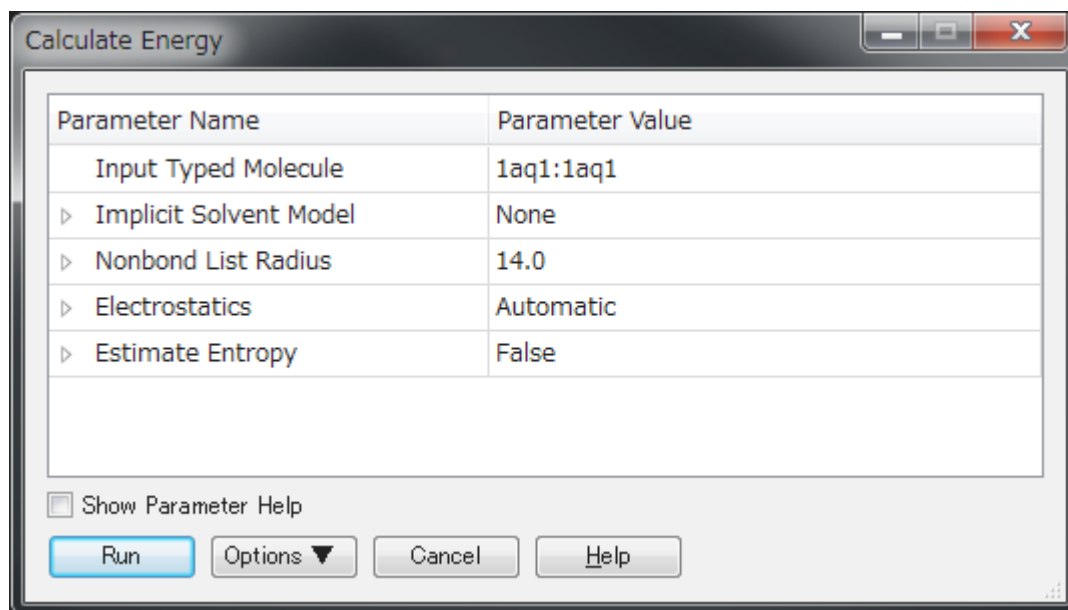 Calculate Energy
Parameter Name Parameter Value
Input Typed Molecule 1aq1:1aq1
Implicit Solvent Model None
Nonbond List Radius 14.0
Electrostatics Automatic
Estimate Entropy False
Show Parameter Help
Run Options ▼ Cancel Help